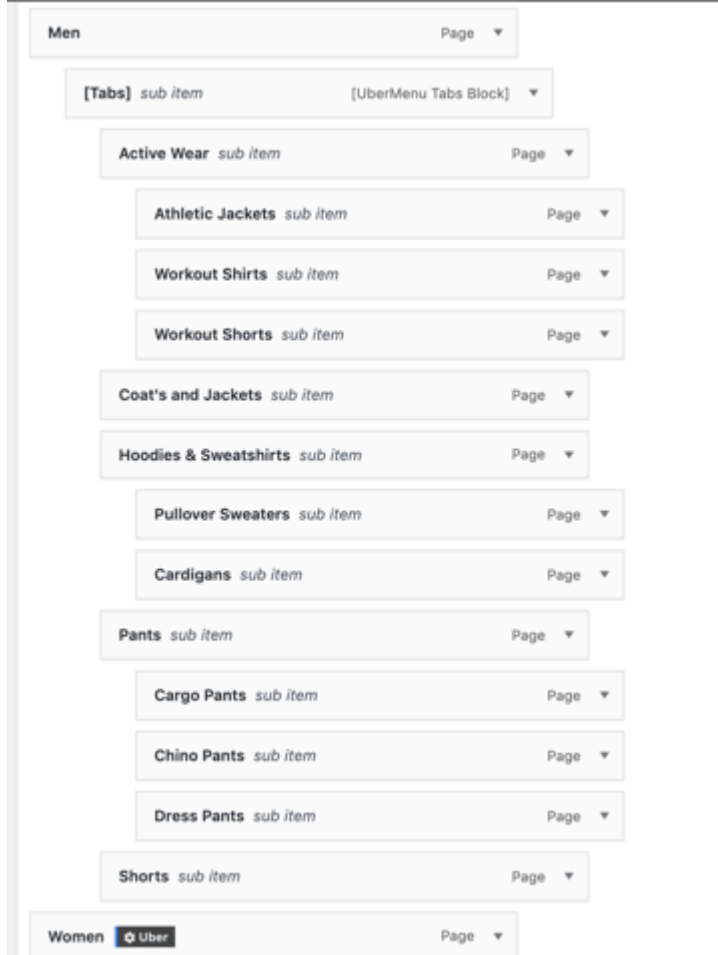 Men Page
[Tabs] sub item [UberMenu Tabs Block]
Active Wear sub item Page
Athletic Jackets sub item Page
Workout Shirts sub item Page
Workout Shorts sub item Page
Coat's and Jackets sub item Page
Hoodies & Sweatshirts sub item Page
Pullover Sweaters sub item Page
Cardigans sub item Page
Pants sub item Page
Cargo Pants sub item Page
Chino Pants sub item Page
Dress Pants sub item Page
Shorts sub item Page
Women Uber Page